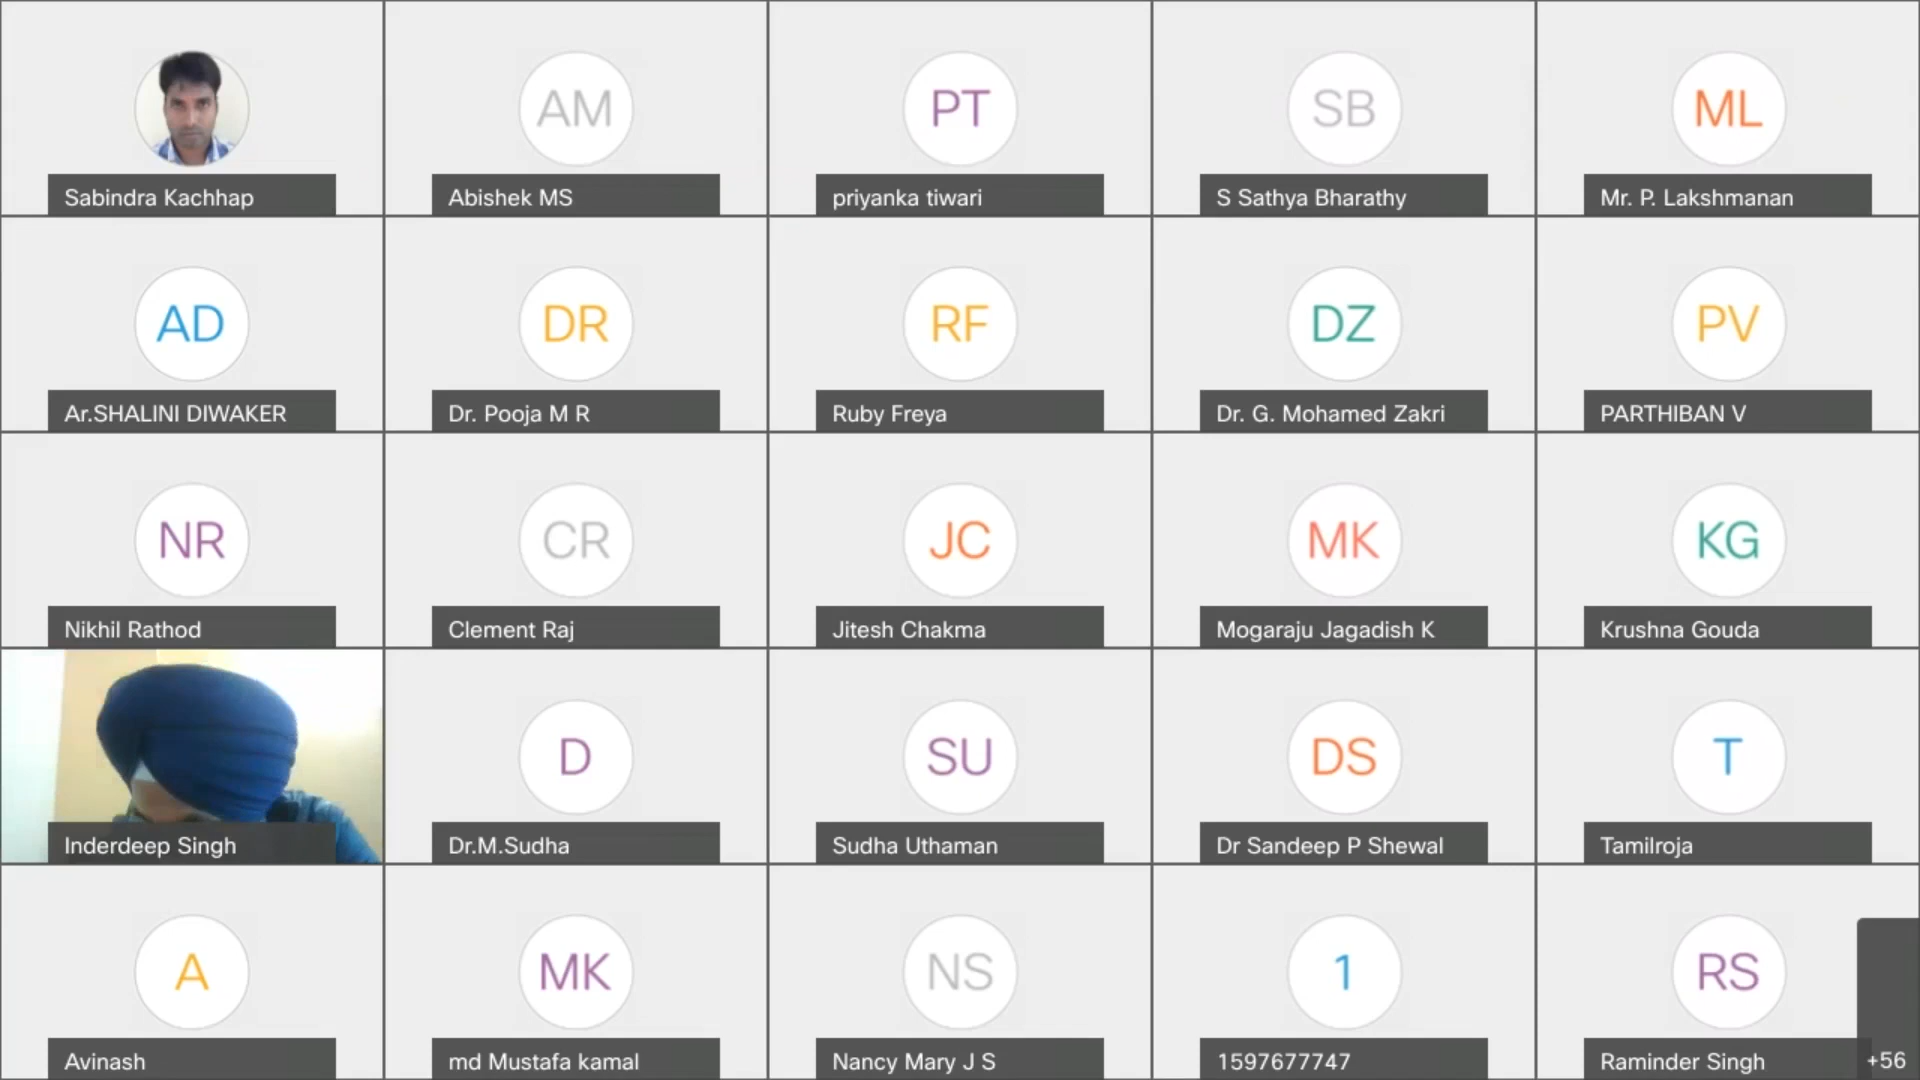 AM
PT
SB
ML
Sabindra Kachhap
Abishek MS
priyanka tiwari
S Sathya Bharathy
Mr. P. Lakshmanan
AD
DR
RF
DZ
PV
Ar.SHALINI DIWAKER
Dr. Pooja M R
Ruby Freya
Dr. G. Mohamed Zakri
PARTHIBAN V
NR
CR
JC
MK
KG
Nikhil Rathod
Clement Raj
Jitesh Chakma
Mogaraju Jagadish K
Krushna Gouda
D
SU
DS
T
Inderdeep Singh
Dr.M.Sudha
Sudha Uthaman
Dr Sandeep P Shewal
Tamilroja
A
MK
NS
1
RS
Avinash
md Mustafa kamal
Nancy Mary J S
1597677747
Raminder Singh
+56